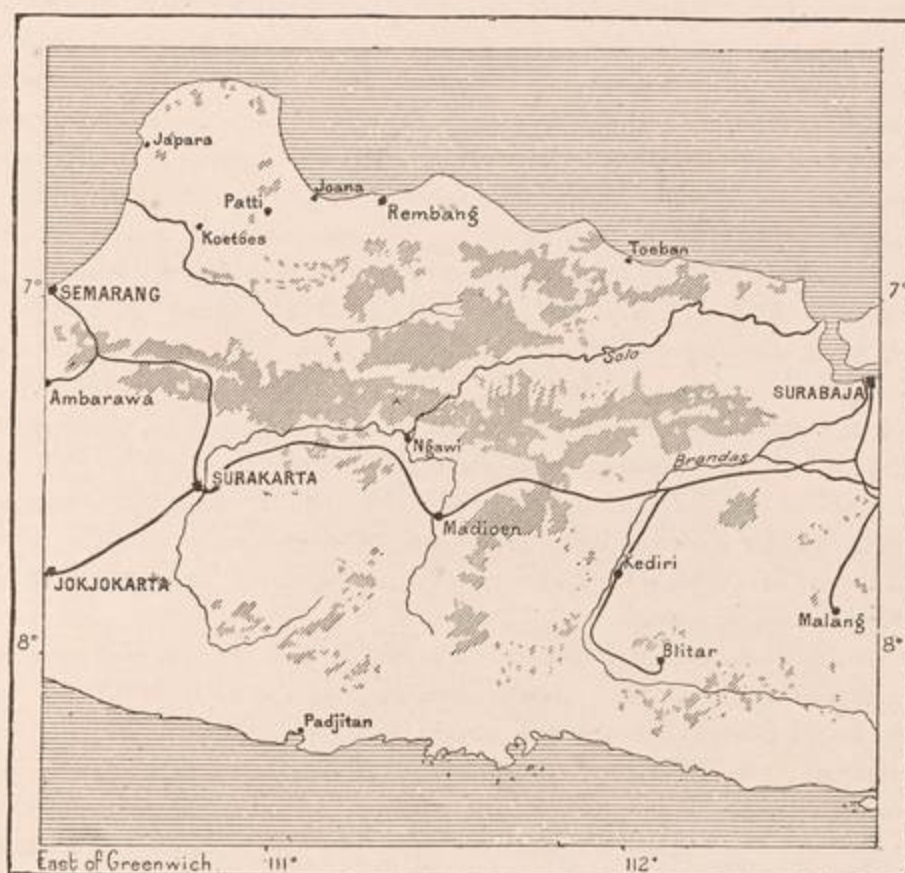 Japara
Joana
Patti
Rembang
Koetoes
Toeban
7°
7°
SEMARANG
Solo
Ambarawa
SURABAJA
Ngawi
Brandas
SURAKARTA
Madioen
Kediri
JOKJOKARTA
Malang
8°
8°
Blitar
Padjitan
East of Greenwich
111°
112°